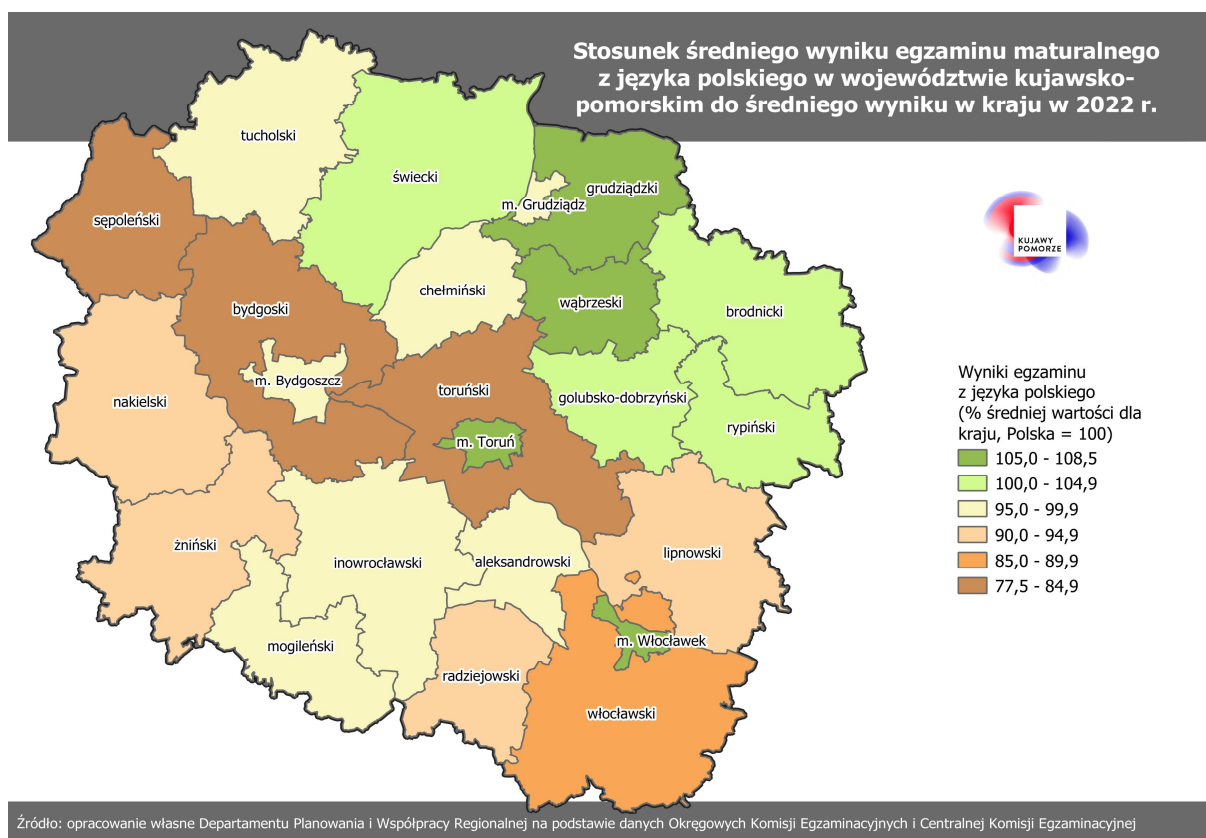 Stosunek średniego wyniku egzaminu maturalnego
z języka polskiego w województwie kujawsko-
pomorskim do średniego wyniku w kraju w 2022 r.
tucholski
świecki
grudziądzki
m. Grudziądz
sępoleński
KUJAWY
POMORZE
chełmiński
wąbrzeski
bydgoski
brodnicki
m. Bydgoszcz
toruński
golubsko-dobrzyński
nakielski
rypiński
m. Toruń
żniński
inowrocławski
aleksandrowski
lipnowski
mogileński
m. Włocławek
radziejowski
włocławski
Wyniki egzaminu
z języka polskiego
(% średniej wartości dla
kraju, Polska = 100)
105,0 - 108,5
100,0 - 104,9
95,0 - 99,9
90,0 - 94,9
85,0 - 89,9
77,5 - 84,9
Źródło: opracowanie własne Departamentu Planowania i Współpracy Regionalnej na podstawie danych Okręgowych Komisji Egzaminacyjnych i Centralnej Komisji Egzaminacyjnej